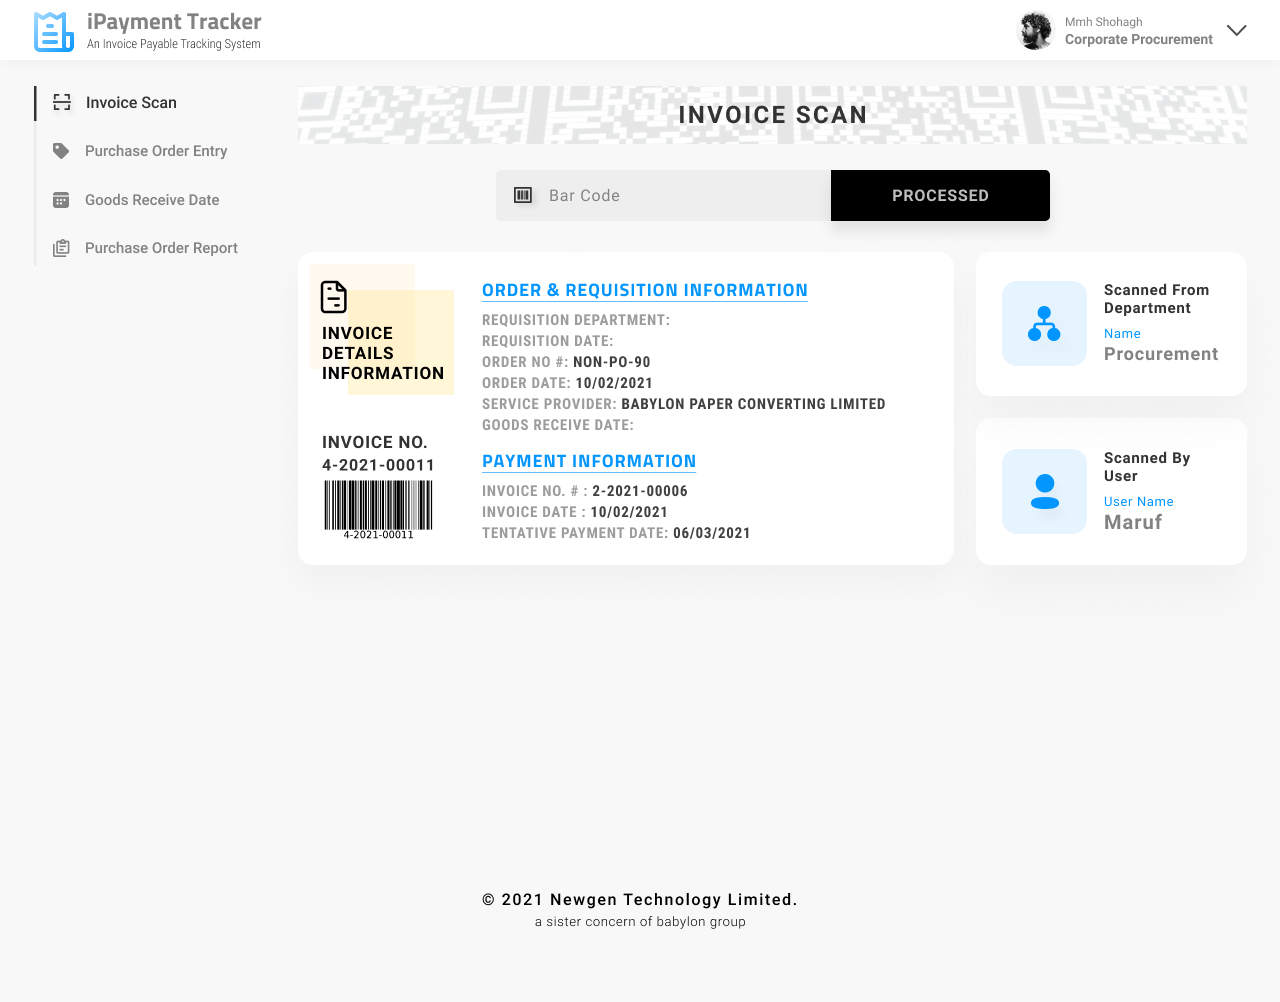 iPayment Tracker
An Invoice Payable Tracking System
Mmh Shohagh
Corporate Procurement
Invoice Scan
Purchase Order Entry
Goods Receive Date
Purchase Order Report
INVOICE SCAN
Bar Code
PROCESSED
INVOICE
DETAILS
INFORMATION
INVOICE NO.
4-2021-00011
4-2021-00011
ORDER & REQUISITION INFORMATION
REQUISITION DEPARTMENT:
REQUISITION DATE:
ORDER NO #: NON-PO-90
ORDER DATE: 10/02/2021
SERVICE PROVIDER: BABYLON PAPER CONVERTING LIMITED
GOODS RECEIVE DATE:
PAYMENT INFORMATION
INVOICE NO. # : 2-2021-00006
INVOICE DATE : 10/02/2021
TENTATIVE PAYMENT DATE: 06/03/2021
Scanned From
Department
Name
Procurement
Scanned By
User
User Name
Maruf
© 2021 Newgen Technology Limited.
a sister concern of babylon group